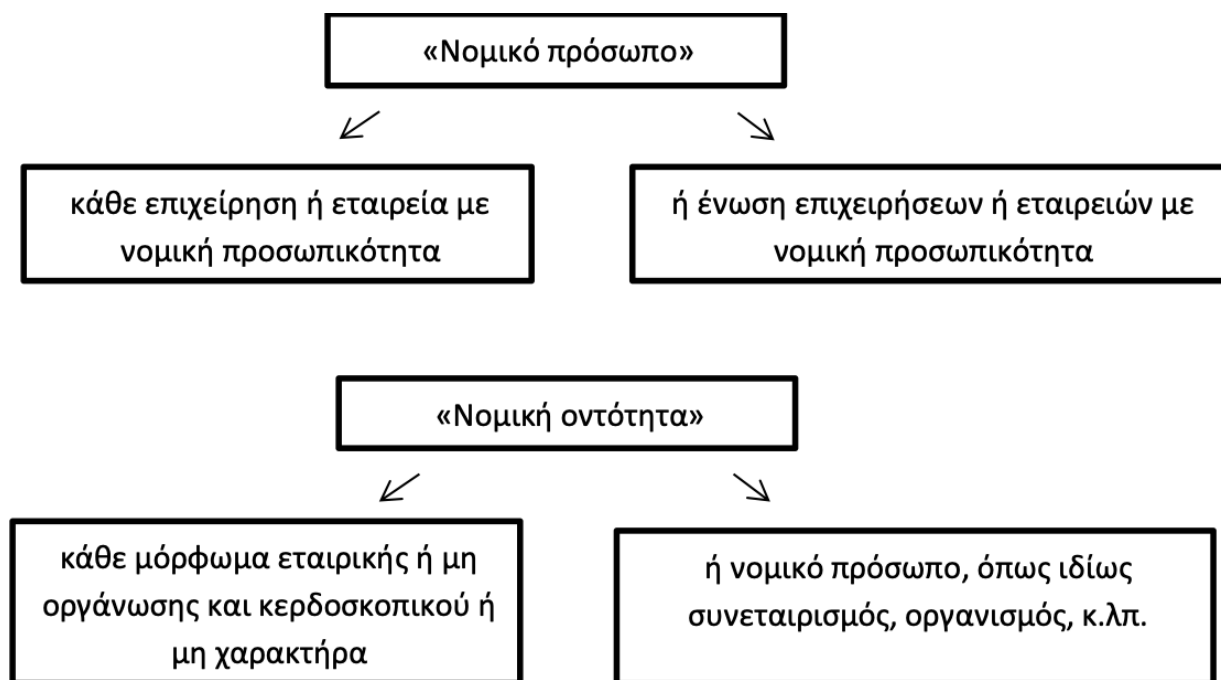 «Νομικό πρόσωπο»
κάθε επιχείρηση ή εταιρεία με
νομική προσωπικότητα
ή ένωση επιχειρήσεων ή εταιρειών με
νομική προσωπικότητα
«Νομική οντότητα»
κάθε μόρφωμα εταιρικής ή μη
οργάνωσης και κερδοσκοπικού ή
μη χαρακτήρα
ή νομικό πρόσωπο, όπως ιδίως
συνεταιρισμός, οργανισμός, κ.λπ.